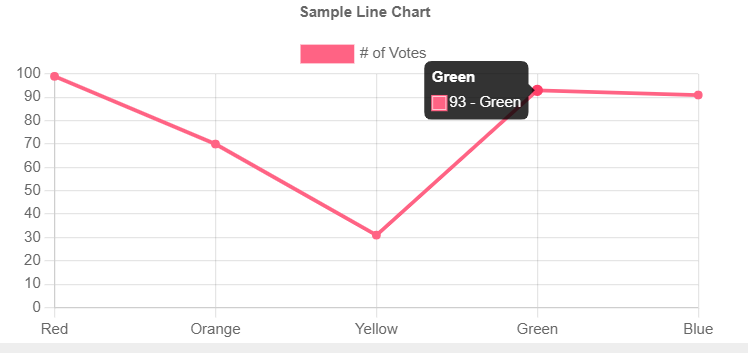 Sample Line Chart
# of Votes
Green
93 - Green
100
90
80
70
60
50
40
30
20
10
0
Red Orange Yellow Green Blue